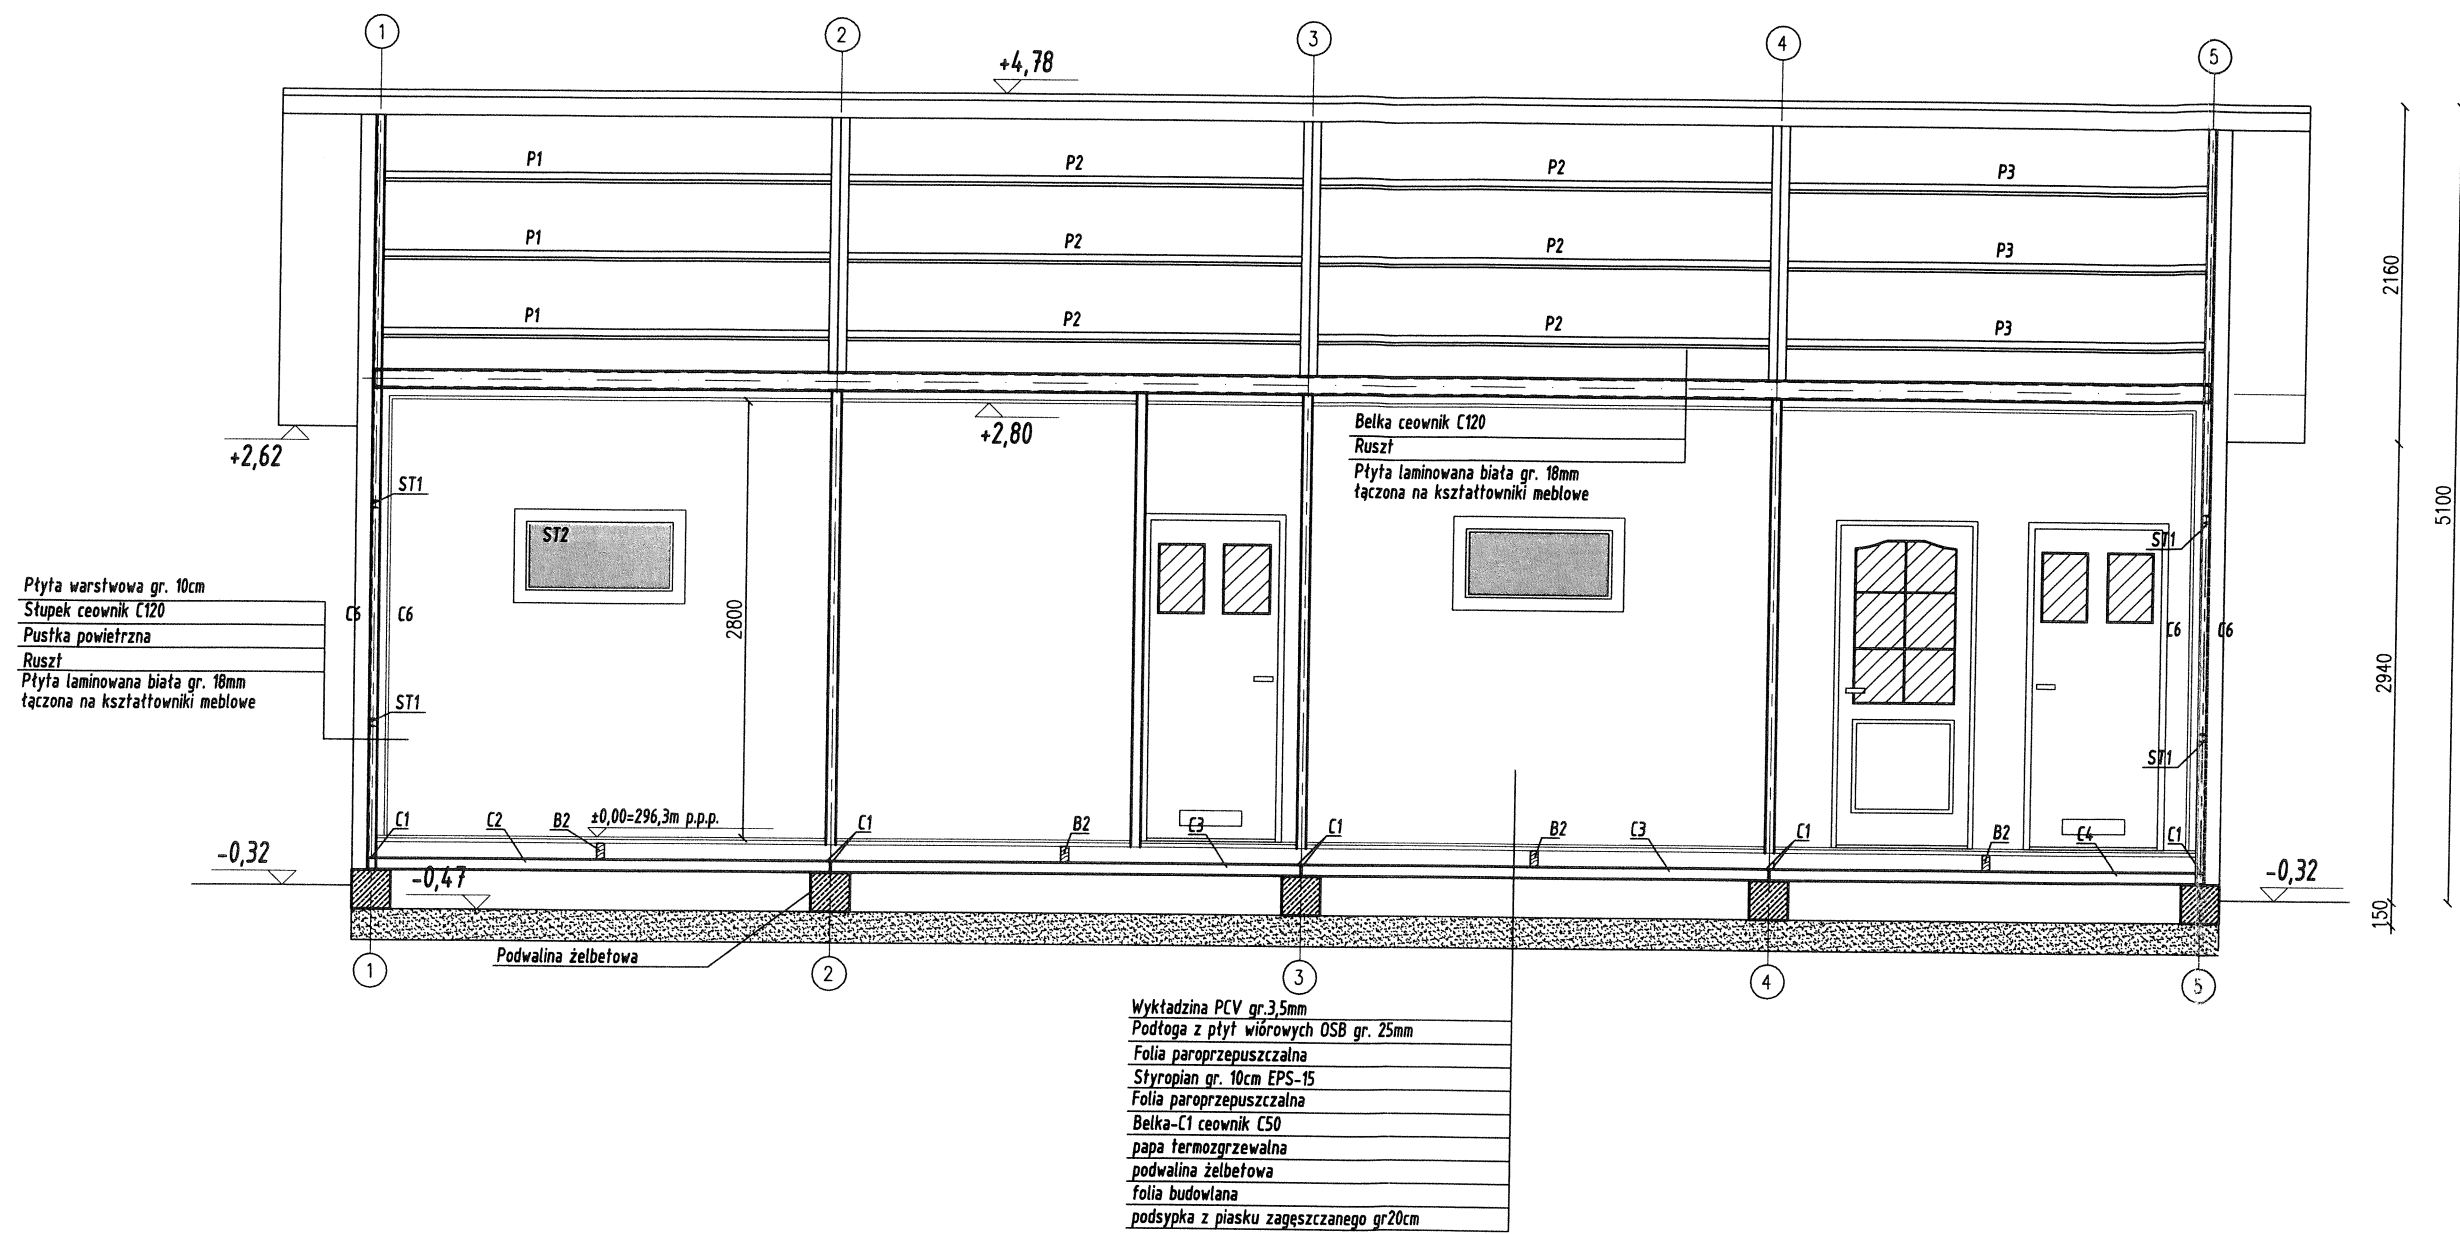 1
2
3
4
5
+4,78
P1
P2
P2
P3
P1
P2
P2
P3
P1
P2
P2
P3
2160
+2,62
+2,80
Belka ceownik C120
Ruszt
Płyta laminowana biała gr. 18mm
łączona na kształtowniki meblowe
ST1
ST2
ST1
5100
Płyta warstwowa gr. 10cm
Słupek ceownik C120
Pustka powietrzna
Ruszt
Płyta laminowana biała gr. 18mm
łączona na kształtowniki meblowe
C6
C6
2800
C6
C6
2940
ST1
ST1
C1
C2
B2
±0,00=296,3m p.p.p.
C1
B2
C3
C1
B2
C3
C1
B2
C4
C1
-0,32
-0,47
-0,32
150
Podwalina żelbetowa
1
2
3
4
5
Wykładzina PCV gr.3,5mm
Podłoga z płyt wiórowych OSB gr. 25mm
Folia paroprzepuszczalna
Styropian gr. 10cm EPS-15
Folia paroprzepuszczalna
Belka-C1 ceownik C50
papa termozgrzewalna
podwalina żelbetowa
folia budowlana
podsypka z piasku zagęszczanego gr20cm